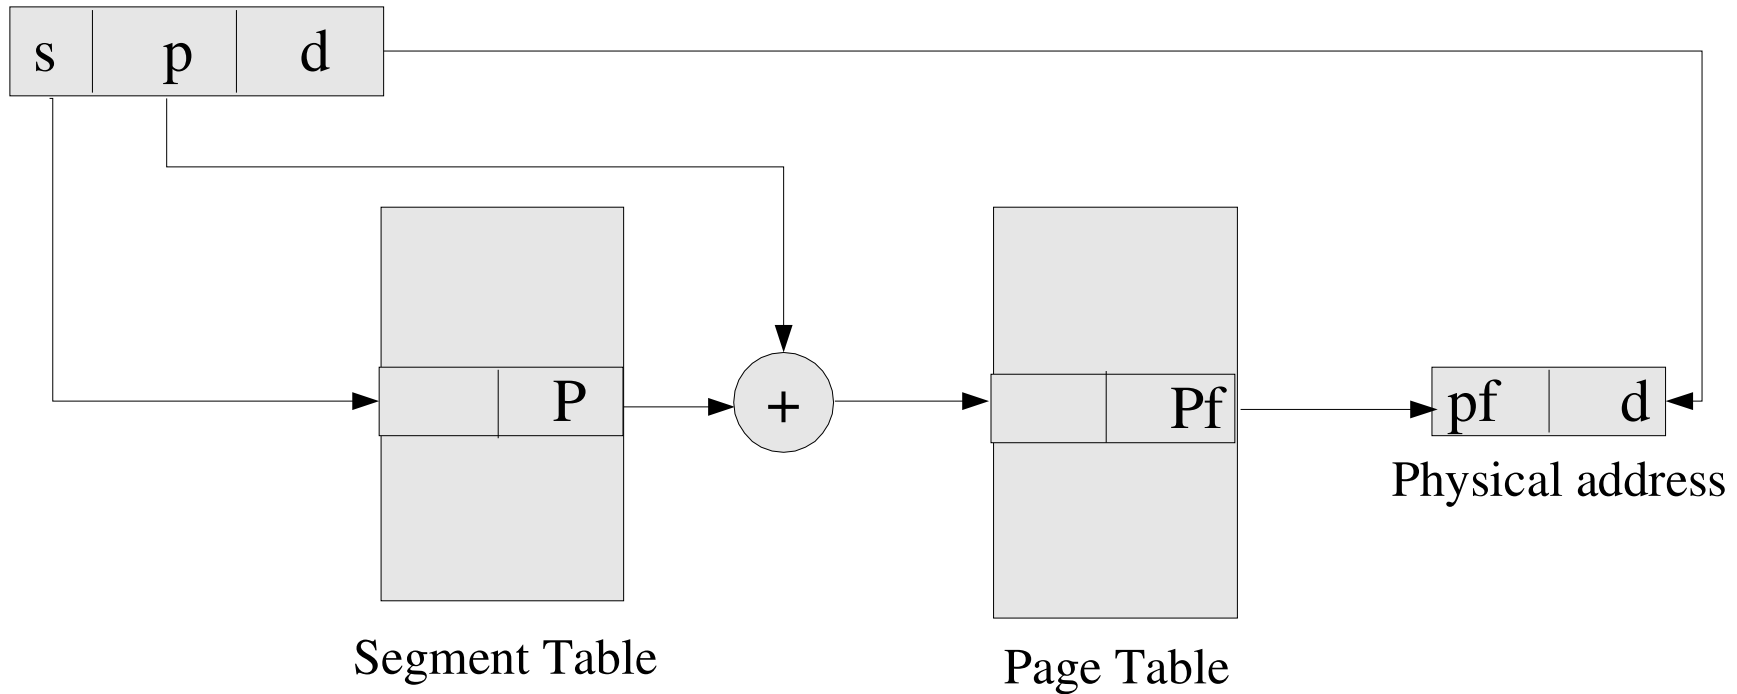 s p d
P
+
Pf
pf d
Physical address
Segment Table
Page Table